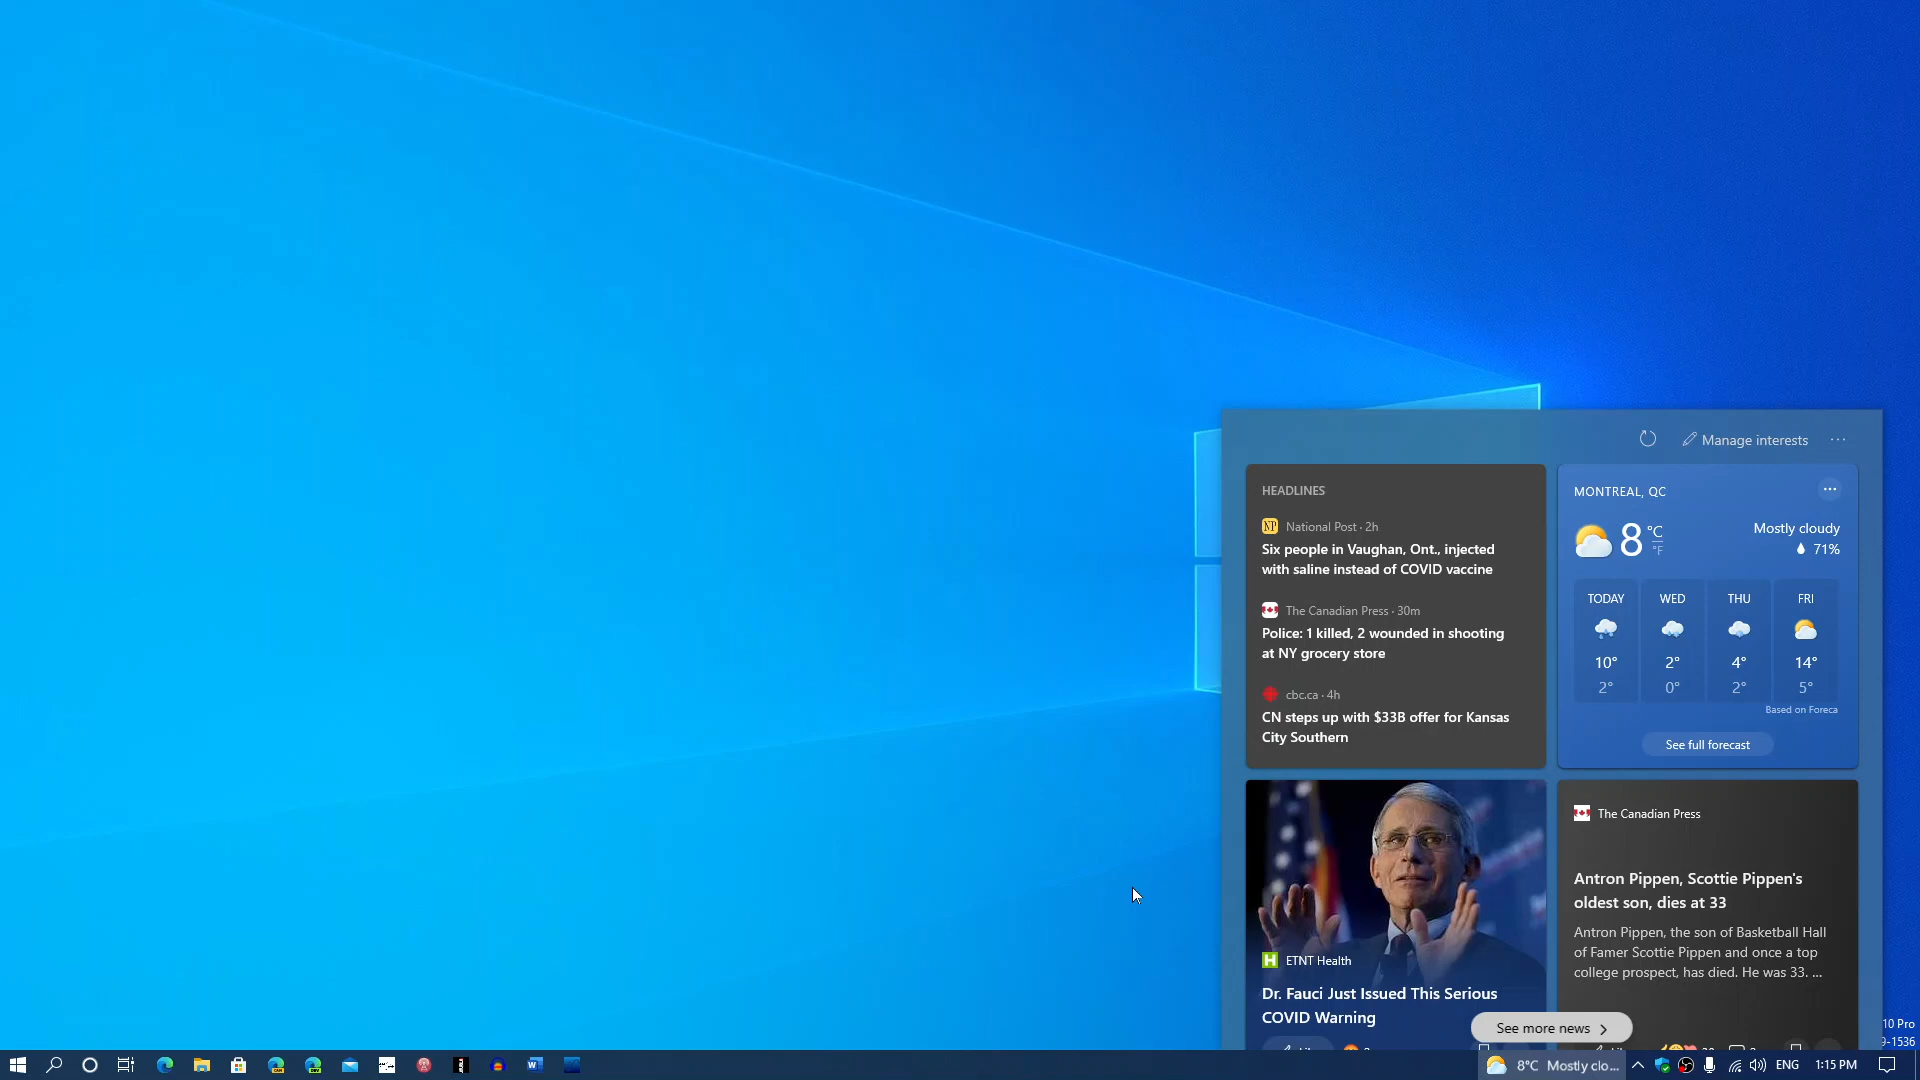 Manage interests
HEADLINES
National Post · 2h
Six people in Vaughan, Ont., injected
with saline instead of COVID vaccine
The Canadian Press · 30m
Police: 1 killed, 2 wounded in shooting
at NY grocery store
cbc.ca · 4h
CN steps up with $33B offer for Kansas
City Southern
MONTREAL, QC
8 °C
°F
Mostly cloudy
71%
TODAY WED THU FRI
10° 2° 4° 14°
2° 0° 2° 5°
Based on Foreca
See full forecast
ETNT Health
Dr. Fauci Just Issued This Serious
COVID Warning
The Canadian Press
Antron Pippen, Scottie Pippen's
oldest son, dies at 33
Antron Pippen, the son of Basketball Hall
of Famer Scottie Pippen and once a top
college prospect, has died. He was 33. ...
See more news
10 Pro
9-1536
8°C Mostly clo...
ENG
1:15 PM